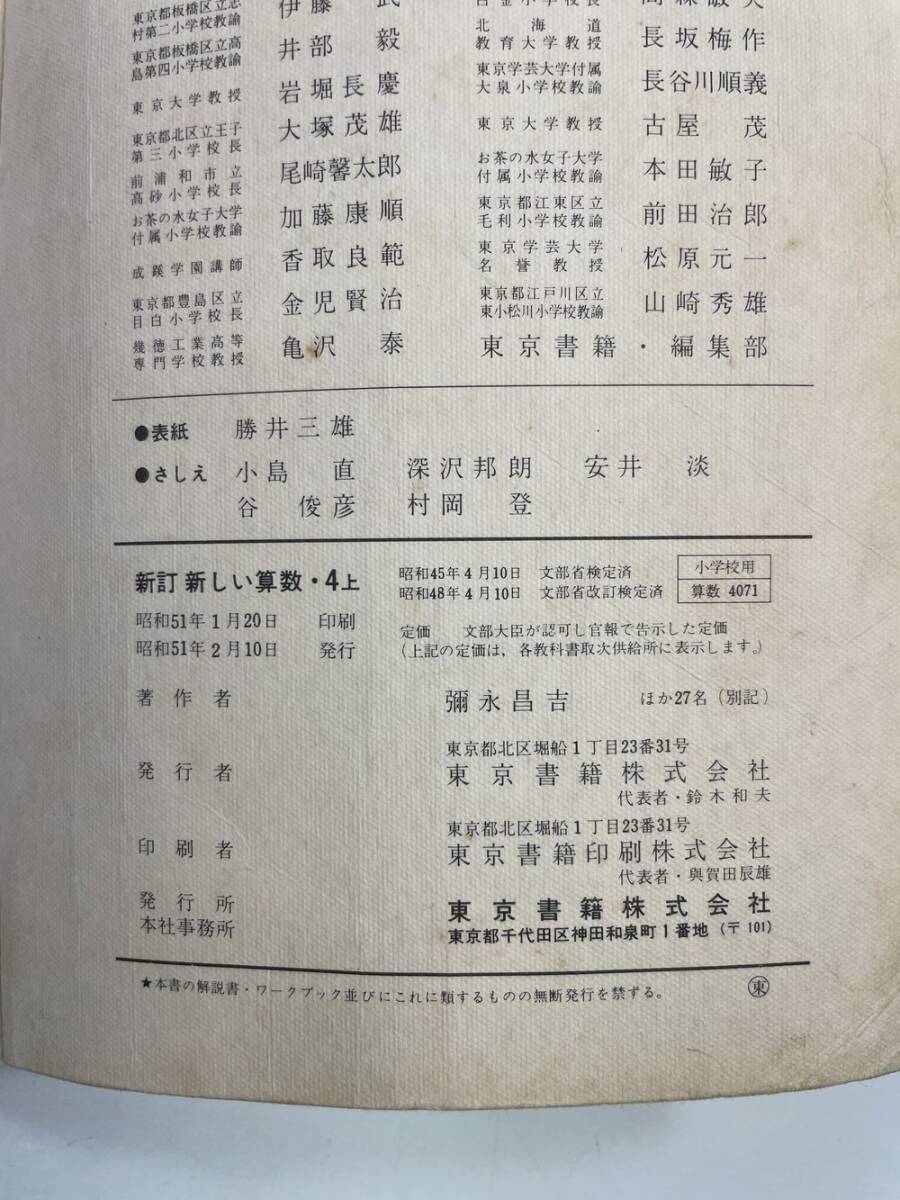 東京都板橋区立志
村第二小学校教諭
伊藤 武
東京都板橋区立高
島第四小学校教諭
井部 毅
東京大学教授
岩堀長慶
東京都北区立王子
第三小学校長
大塚茂雄
前浦和市立
高砂小学校長
尾崎馨太郎
お茶の水女子大学
付属小学校教諭
加藤康順
成蹊学園講師
香取良範
東京都豊島区立
目白小学校長
金児賢治
幾徳工業高等
専門学校教授
亀沢 泰
北海道
教育大学教授
長坂梅作
東京学芸大学付属
大泉小学校教諭
長谷川順義
東京大学教授
古屋 茂
お茶の水女子大学
付属小学校教諭
本田敏子
東京都江東区立
毛利小学校教諭
前田治郎
東京学芸大学
名誉教授
松原元一
東京都江戸川区立
東小松川小学校教諭
山崎秀雄
東京書籍・編集部
●表紙 勝井三雄
●さしえ 小島 直 深沢邦朗 安井 淡
谷 俊彦 村岡 登
新訂 新しい算数・4上
昭和45年4月10日 文部省検定済
昭和48年4月10日 文部省改訂検定済
小学校用
算数 4071
昭和51年1月20日 印刷
昭和51年2月10日 発行
定価 文部大臣が認可し官報で告示した定価
(上記の定価は,各教科書取次供給所に表示します。)
著作者 彌永昌吉 ほか27名(別記)
東京都北区堀船1丁目23番31号
発行者 東京書籍株式会社
代表者・鈴木和夫
東京都北区堀船1丁目23番31号
印刷者 東京書籍印刷株式会社
代表者・與賀田辰雄
発行所 東京書籍株式会社
本社事務所 東京都千代田区神田和泉町1番地(〒101)
★本書の解説書・ワークブック並びにこれに類するものの無断発行を禁ずる。 ㊎